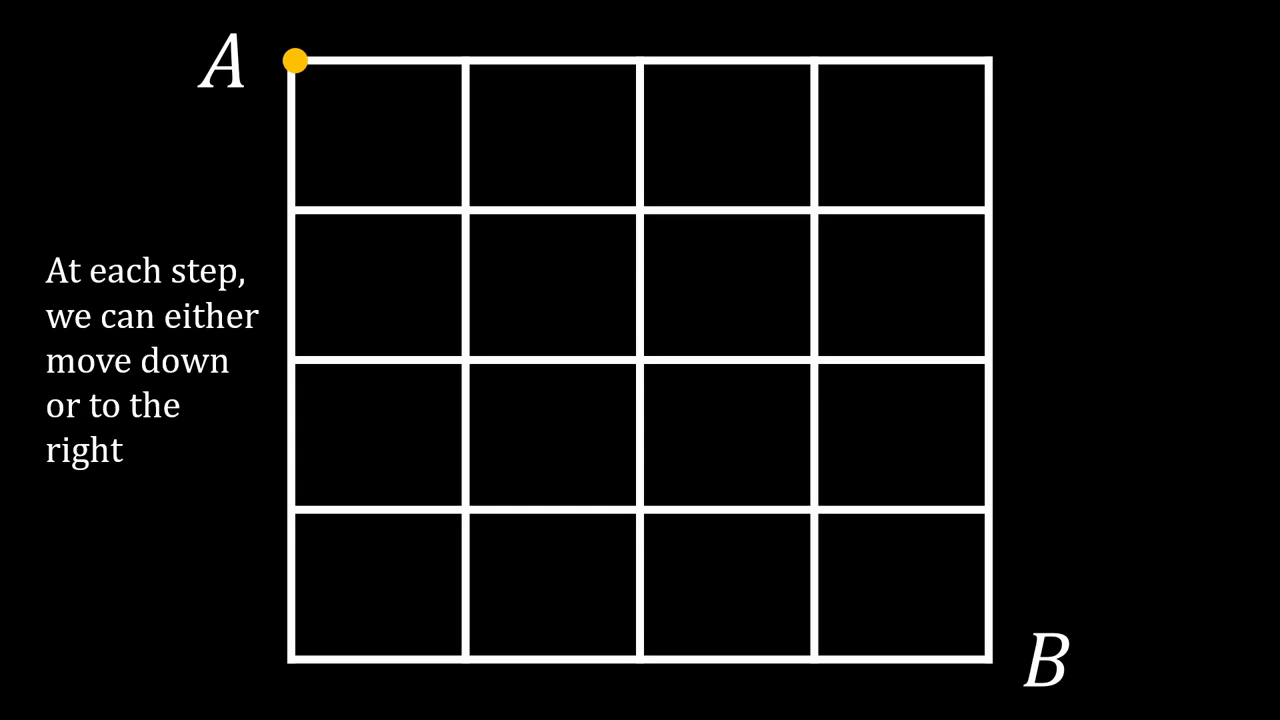 A
At each step,
we can either
move down
or to the
right
B